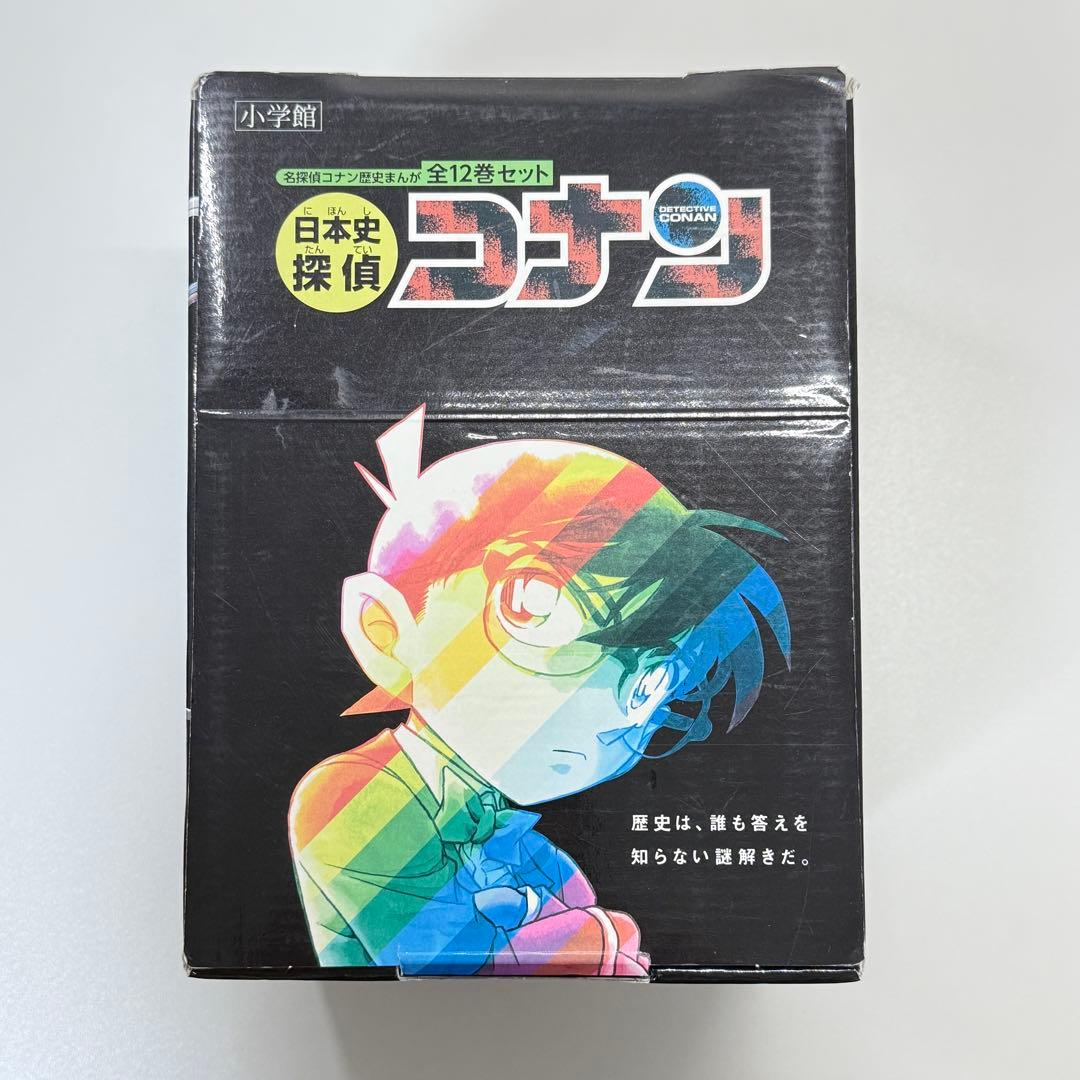 小学館
名探偵コナン歴史まんが 全12巻セット
にほんし
日本史
たんてい
探偵
コナン
DETECTIVE
CONAN
歴史は、誰も答えを
知らない謎解きだ。